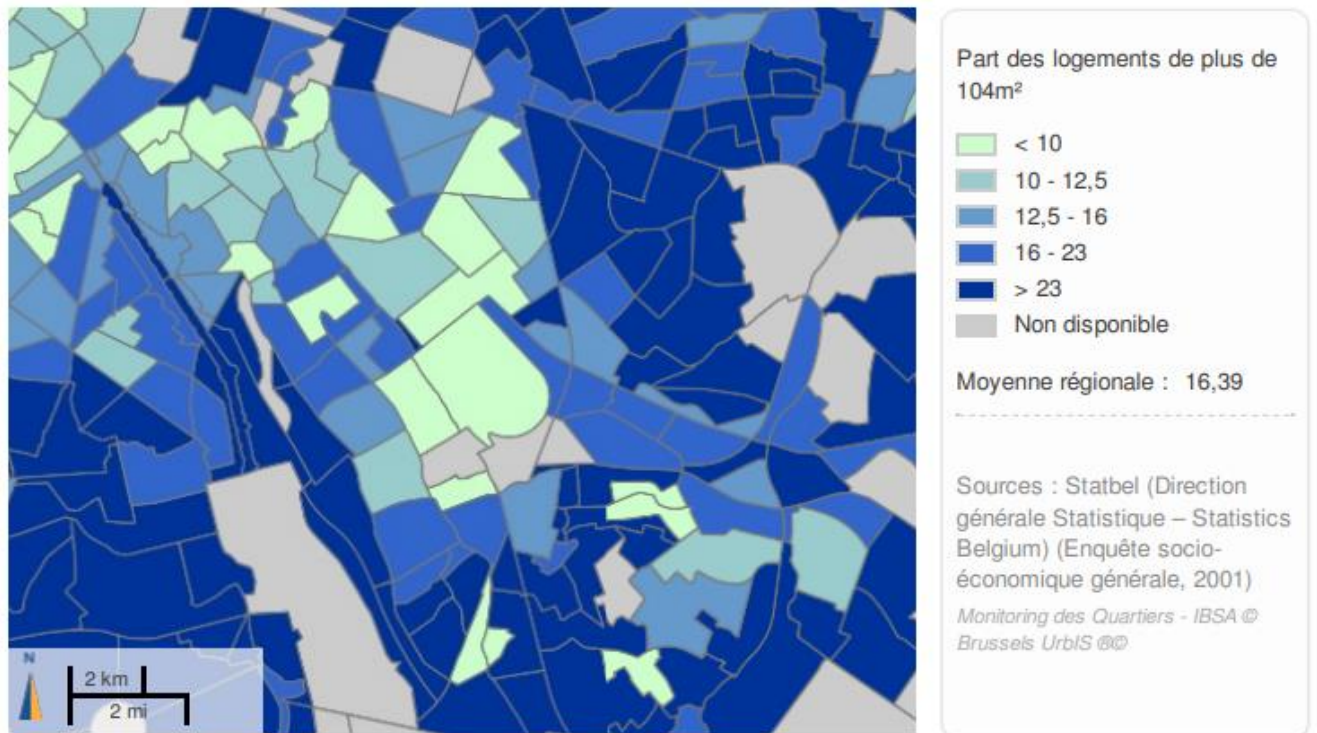 Part des logements de plus de
104m²
< 10
10 - 12,5
12,5 - 16
16 - 23
> 23
Non disponible
Moyenne régionale : 16,39
Sources : Statbel (Direction
générale Statistique – Statistics
Belgium) (Enquête socio-
économique générale, 2001)
Monitoring des Quartiers - IBSA ©
Brussels UrbIS ®©
N
2 km
2 mi